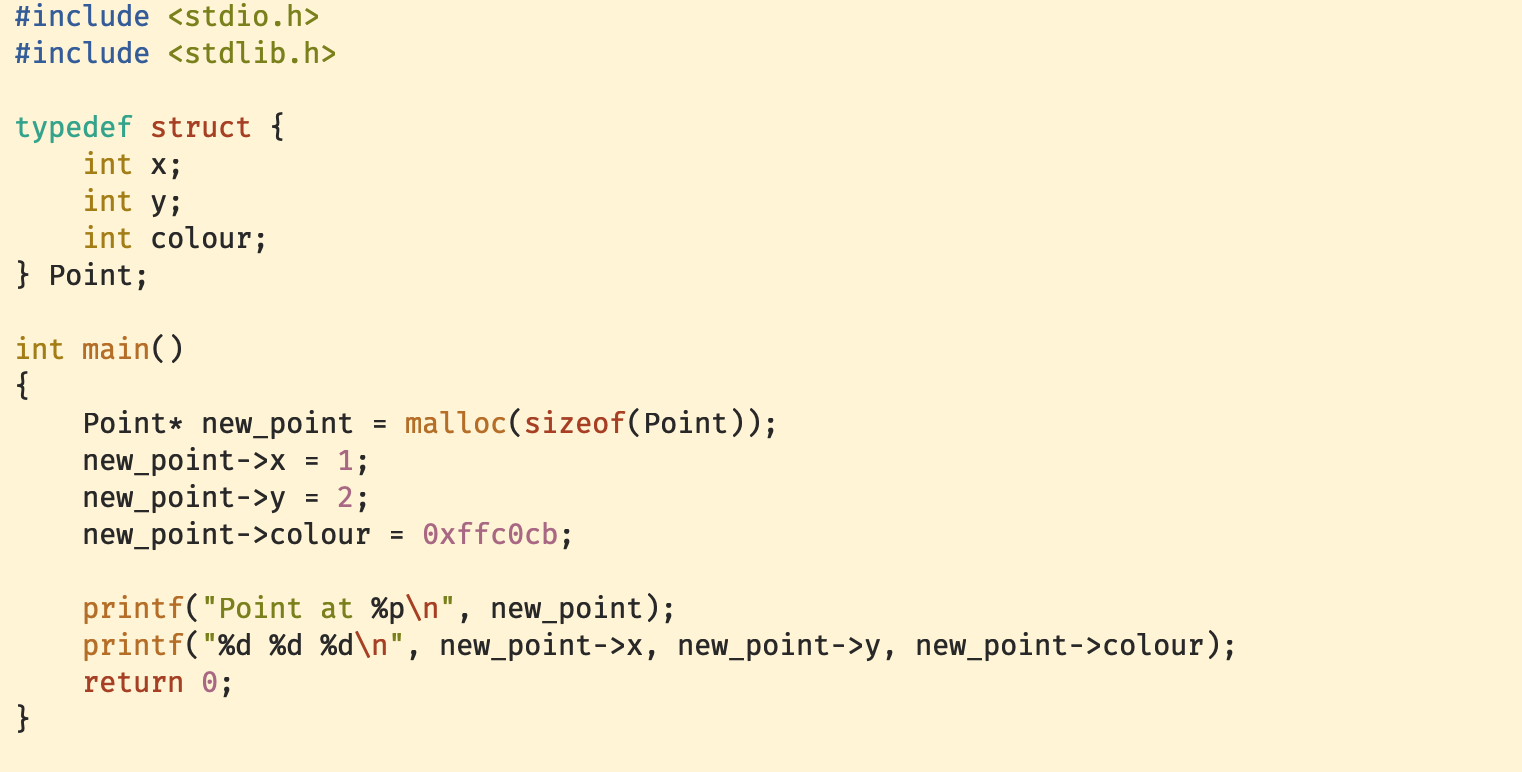 #include <stdio.h>
#include <stdlib.h>

typedef struct {
    int x;
    int y;
    int colour;
} Point;

int main()
{
    Point* new_point = malloc(sizeof(Point));
    new_point->x = 1;
    new_point->y = 2;
    new_point->colour = 0xffc0cb;

    printf("Point at %p\n", new_point);
    printf("%d %d %d\n", new_point->x, new_point->y, new_point->colour);
    return 0;
}